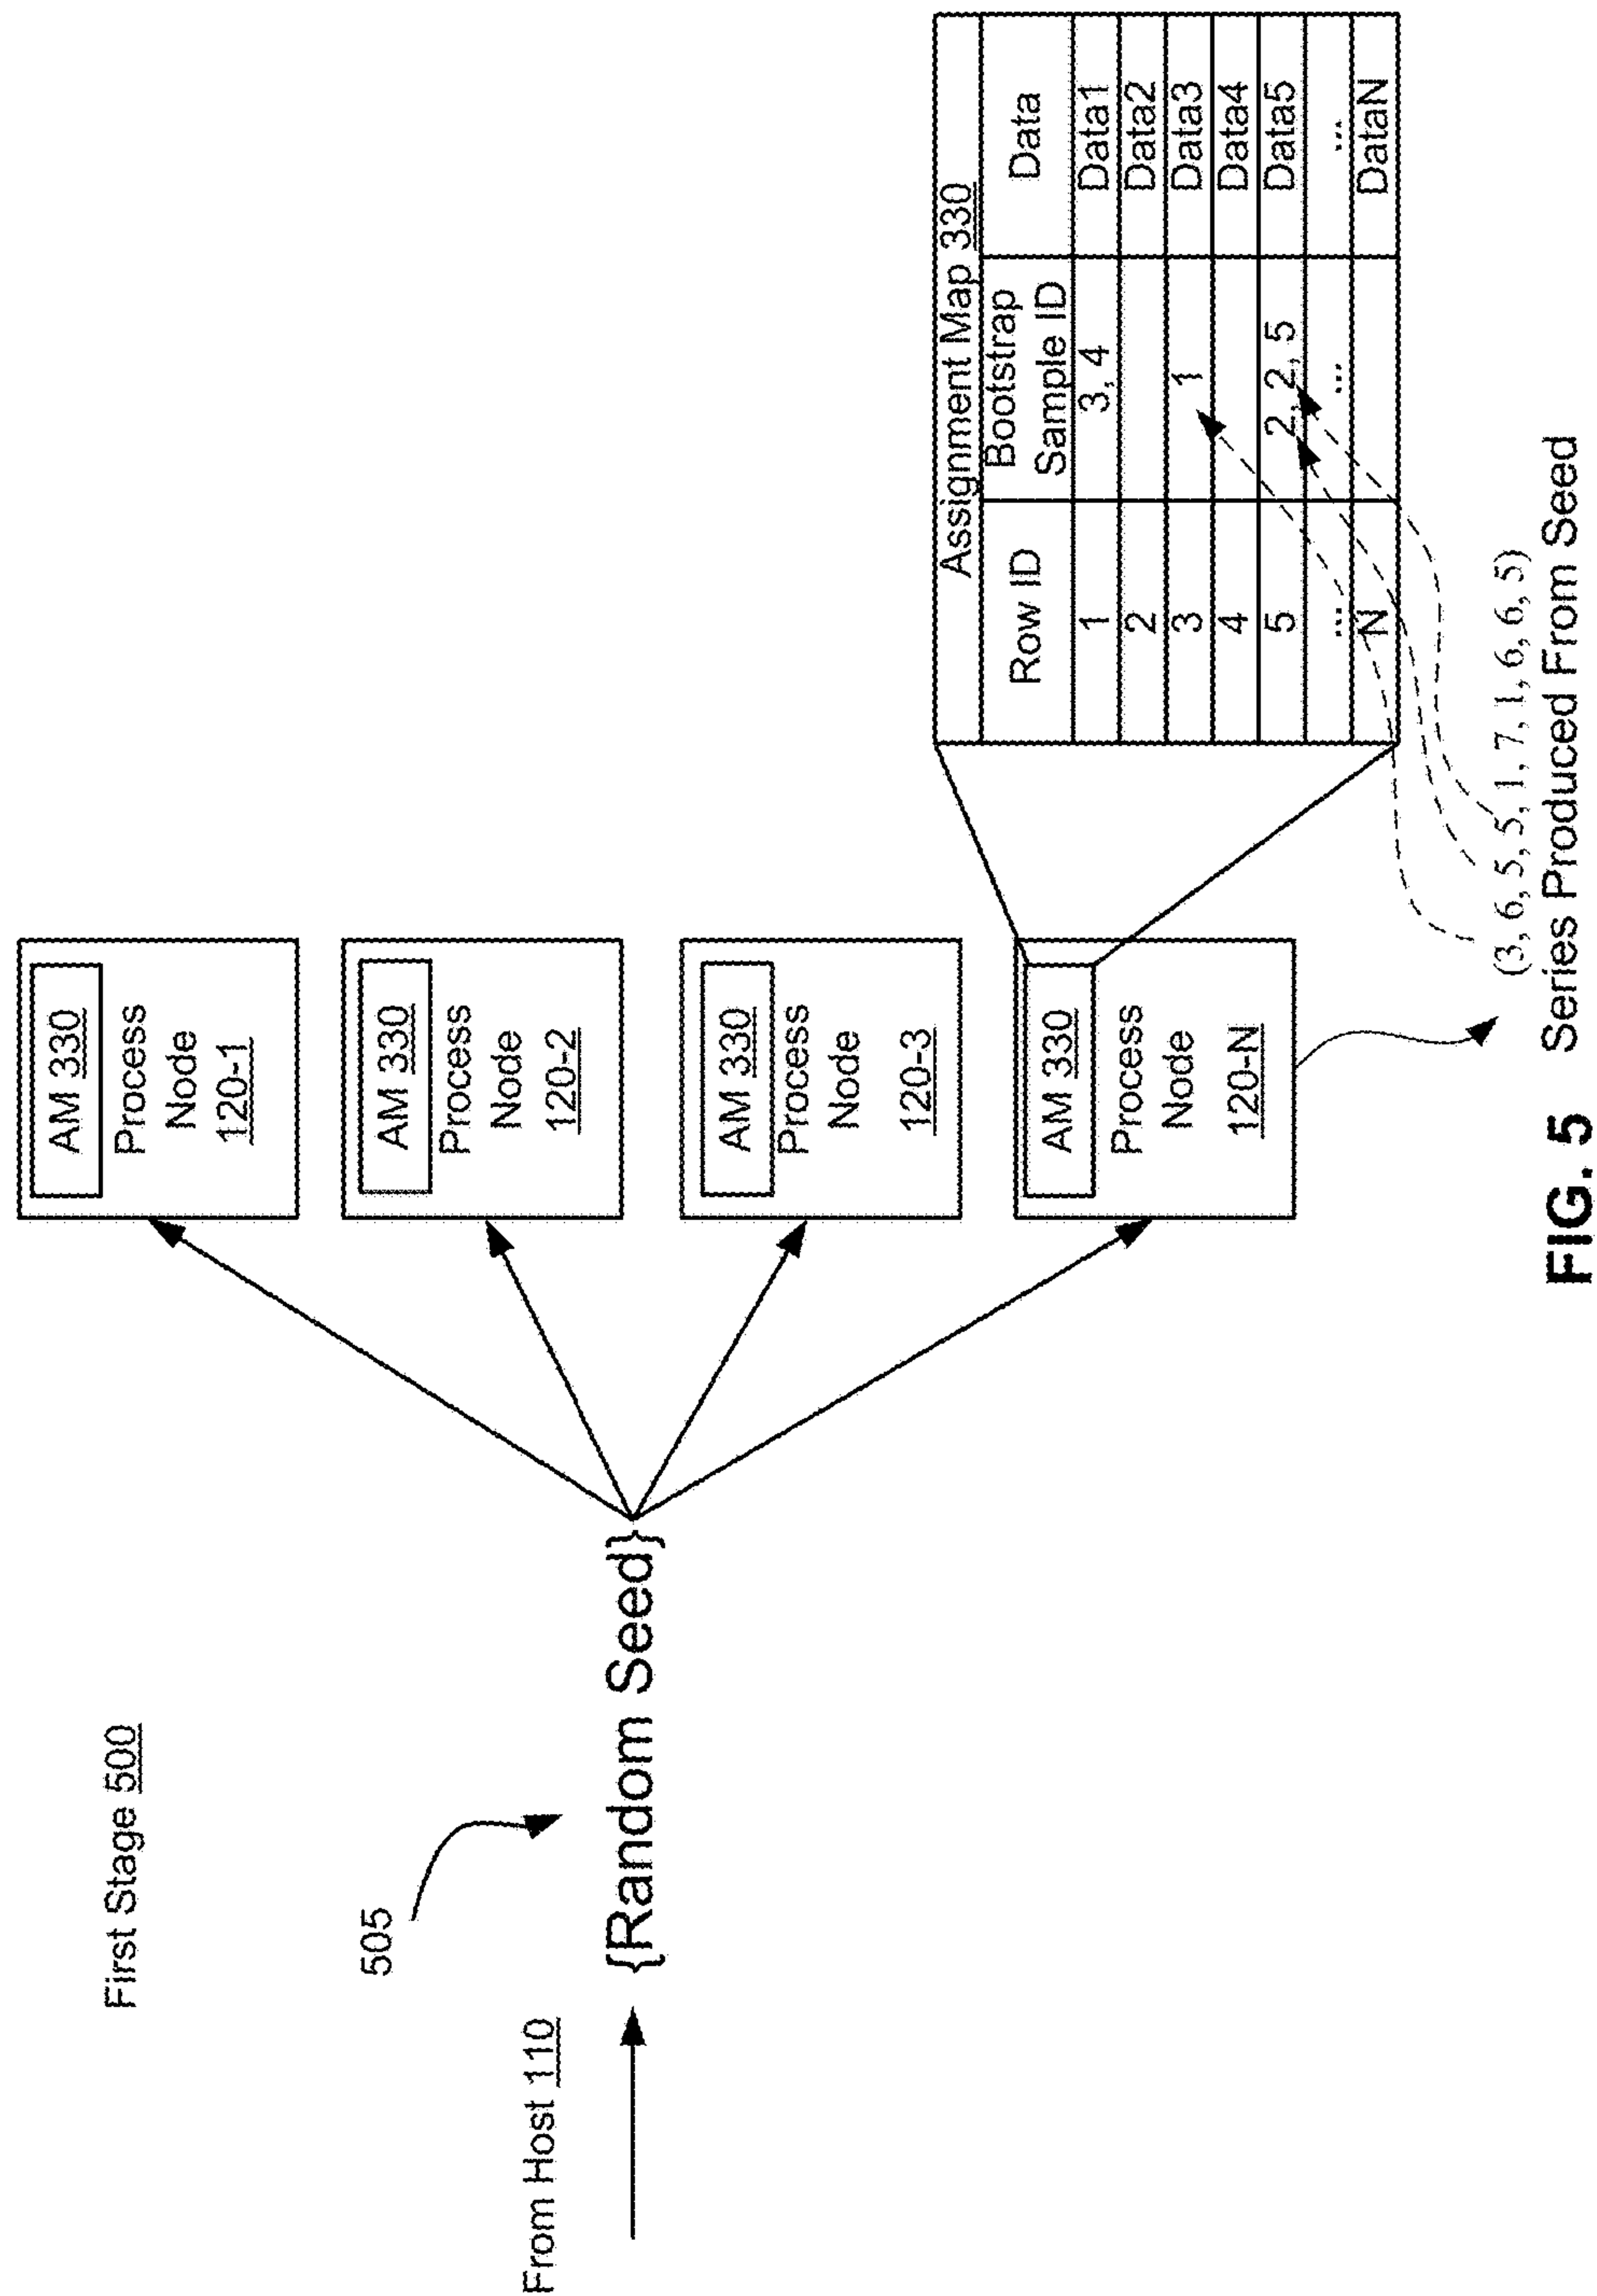 First Stage 500
505
From Host 110
{Random Seed}
AM 330
Process
Node
120-1
AM 330
Process
Node
120-2
AM 330
Process
Node
120-3
AM 330
Process
Node
120-N
Assignment Map 330
Row ID Bootstrap Sample ID Data
1 3, 4 Data1
2 Data2
3 1 Data3
4 Data4
5 2, 2, 5 Data5
... ... ...
N DataN
(3, 6, 5, 5, 1, 7, 1, 6, 6, 5)
Series Produced From Seed
FIG. 5